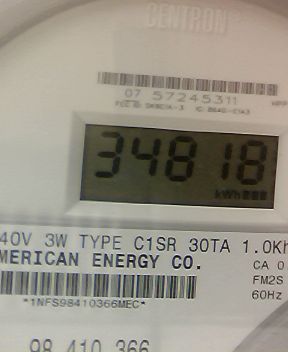 CENTRON
07 57245311
34818
kWh
40V 3W TYPE C1SR 30TA 1.0Kh
MERICAN ENERGY CO.
CA 0
FM2S
60Hz
*1NFS98410366MEC*
98 410 366